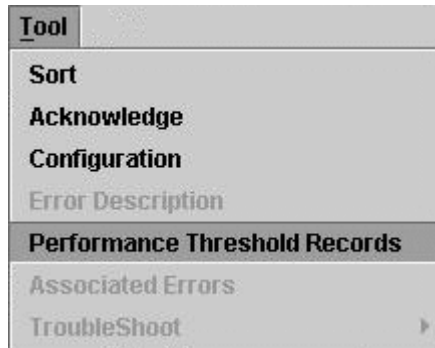 Tool
Sort
Acknowledge
Configuration
Error Description
Performance Threshold Records
Associated Errors
TroubleShoot